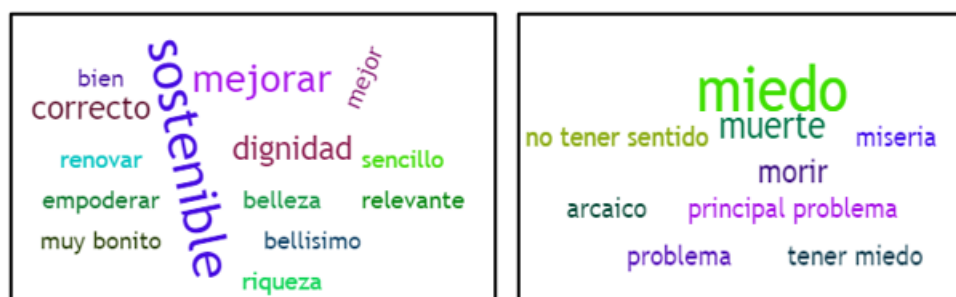 sostenible
mejorar
mejor
bien
correcto
dignidad
renovar
sencillo
empoderar
belleza
relevante
muy bonito
bellisimo
riqueza
miedo
no tener sentido
muerte
miseria
morir
arcaico
principal problema
problema
tener miedo